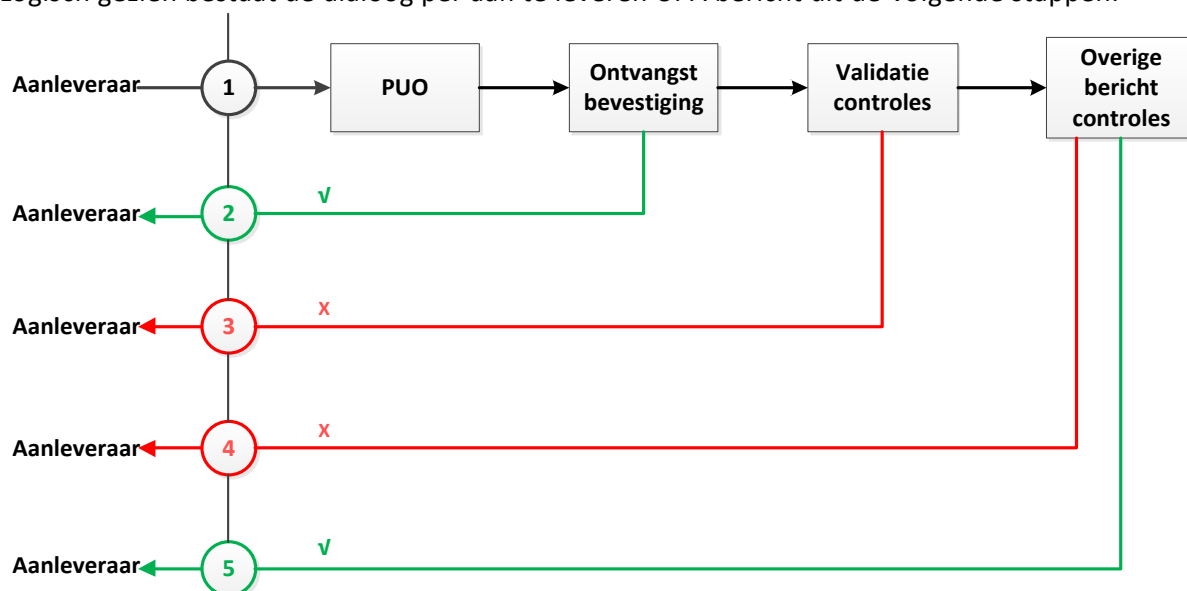 Logisch gezien bestaat de dialoog per aan te leveren UPA bericht uit de volgende stappen:
Aanleveraar
1
PUO
Ontvangst
bevestiging
Validatie
controles
Overige
bericht
controles
Aanleveraar
2
√
Aanleveraar
3
X
Aanleveraar
4
X
Aanleveraar
5
√